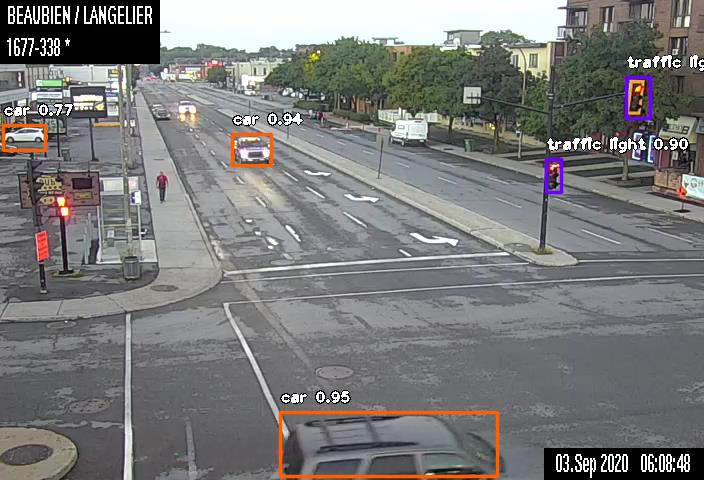 BEAUBIEN / LANGELIER
1677-338 *
traffic lig
car 0.77
car 0.94
traffic light 0.90
car 0.95
03.Sep 2020 06:08:48